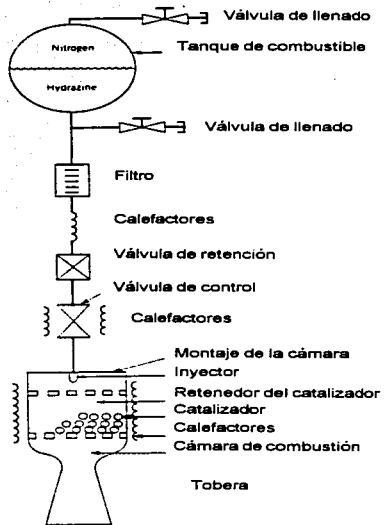 Válvula de llenado
Nitrogen
Tanque de combustible
Hydrazine
Válvula de llenado
Filtro
Calefactores
Válvula de retención
Válvula de control
Calefactores
Montaje de la cámara
Inyector
Retenedor del catalizador
Catalizador
Calefactores
Cámara de combustión
Tobera